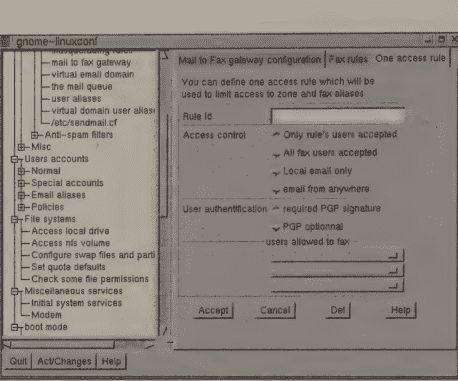 gnome-linuxconf
mail to fax gateway
virtual email domain
the mail queue
user aliases
virtual domain user alias
/etc/sendmail.cf
Anti-spam filters
Misc
Users accounts
Normal
Special accounts
Email aliases
Policies
File systems
Access local drive
Access nfs volume
Configure swap files and parti
Set quota defaults
Check some file permissions
Miscellaneous services
Initial system services
Modem
boot mode
Mail to Fax gateway configuration Fax rules One access rule
You can define one access rule which will be
used to limit access to zone and fax aliases
Rule id
Access control Only rule's users accepted
All fax users accepted
Local email only
email from anywhere
User authentification required PGP signature
PGP optionnal
users allowed to fax
Accept Cancel Del Help
Quit Act/Changes Help